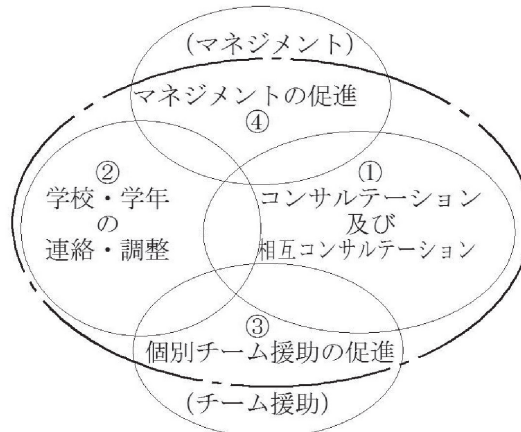 (マネジメント)
マネジメントの促進
④
②
学校・学年
の
連絡・調整
①
コンサルテーション
及び
相互コンサルテーション
③
個別チーム援助の促進
(チーム援助)